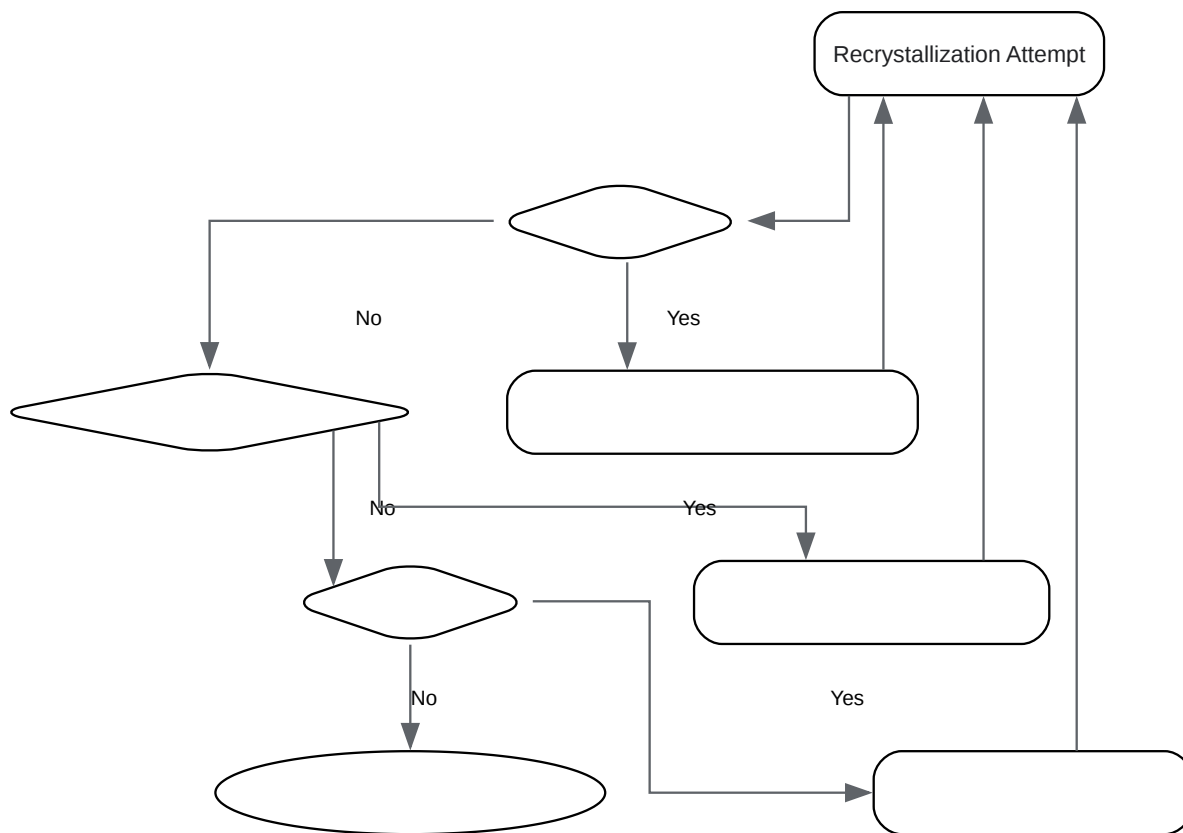 Recrystallization Attempt
No
Yes
No
Yes
No
Yes